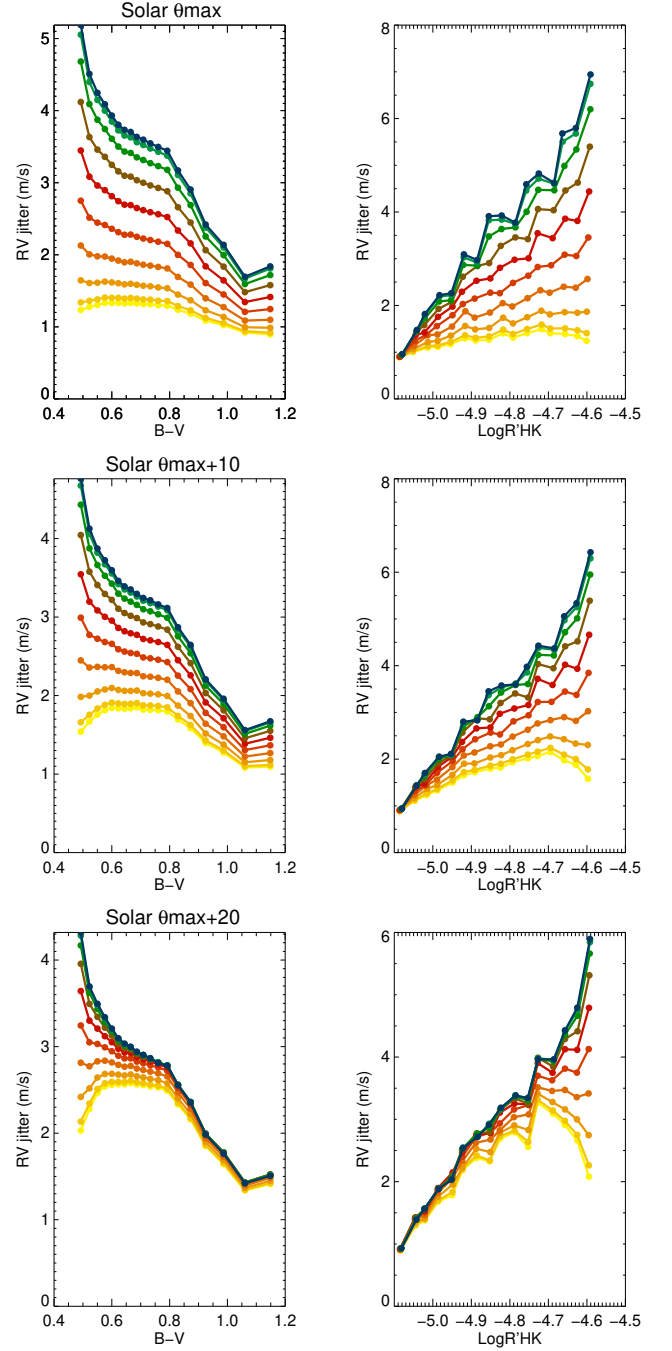 Solar θmax
5
4
3
2
1
0
RV jitter (m/s)
0.4 0.6 0.8 1.0 1.2
B−V
8
6
4
2
0
RV jitter (m/s)
−5.0 −4.9 −4.8 −4.7 −4.6 −4.5
LogR'HK
Solar θmax+10
4
3
2
1
0
RV jitter (m/s)
0.4 0.6 0.8 1.0 1.2
B−V
8
6
4
2
0
RV jitter (m/s)
−5.0 −4.9 −4.8 −4.7 −4.6 −4.5
LogR'HK
Solar θmax+20
4
3
2
1
0
RV jitter (m/s)
0.4 0.6 0.8 1.0 1.2
B−V
6
4
2
0
RV jitter (m/s)
−5.0 −4.9 −4.8 −4.7 −4.6 −4.5
LogR'HK